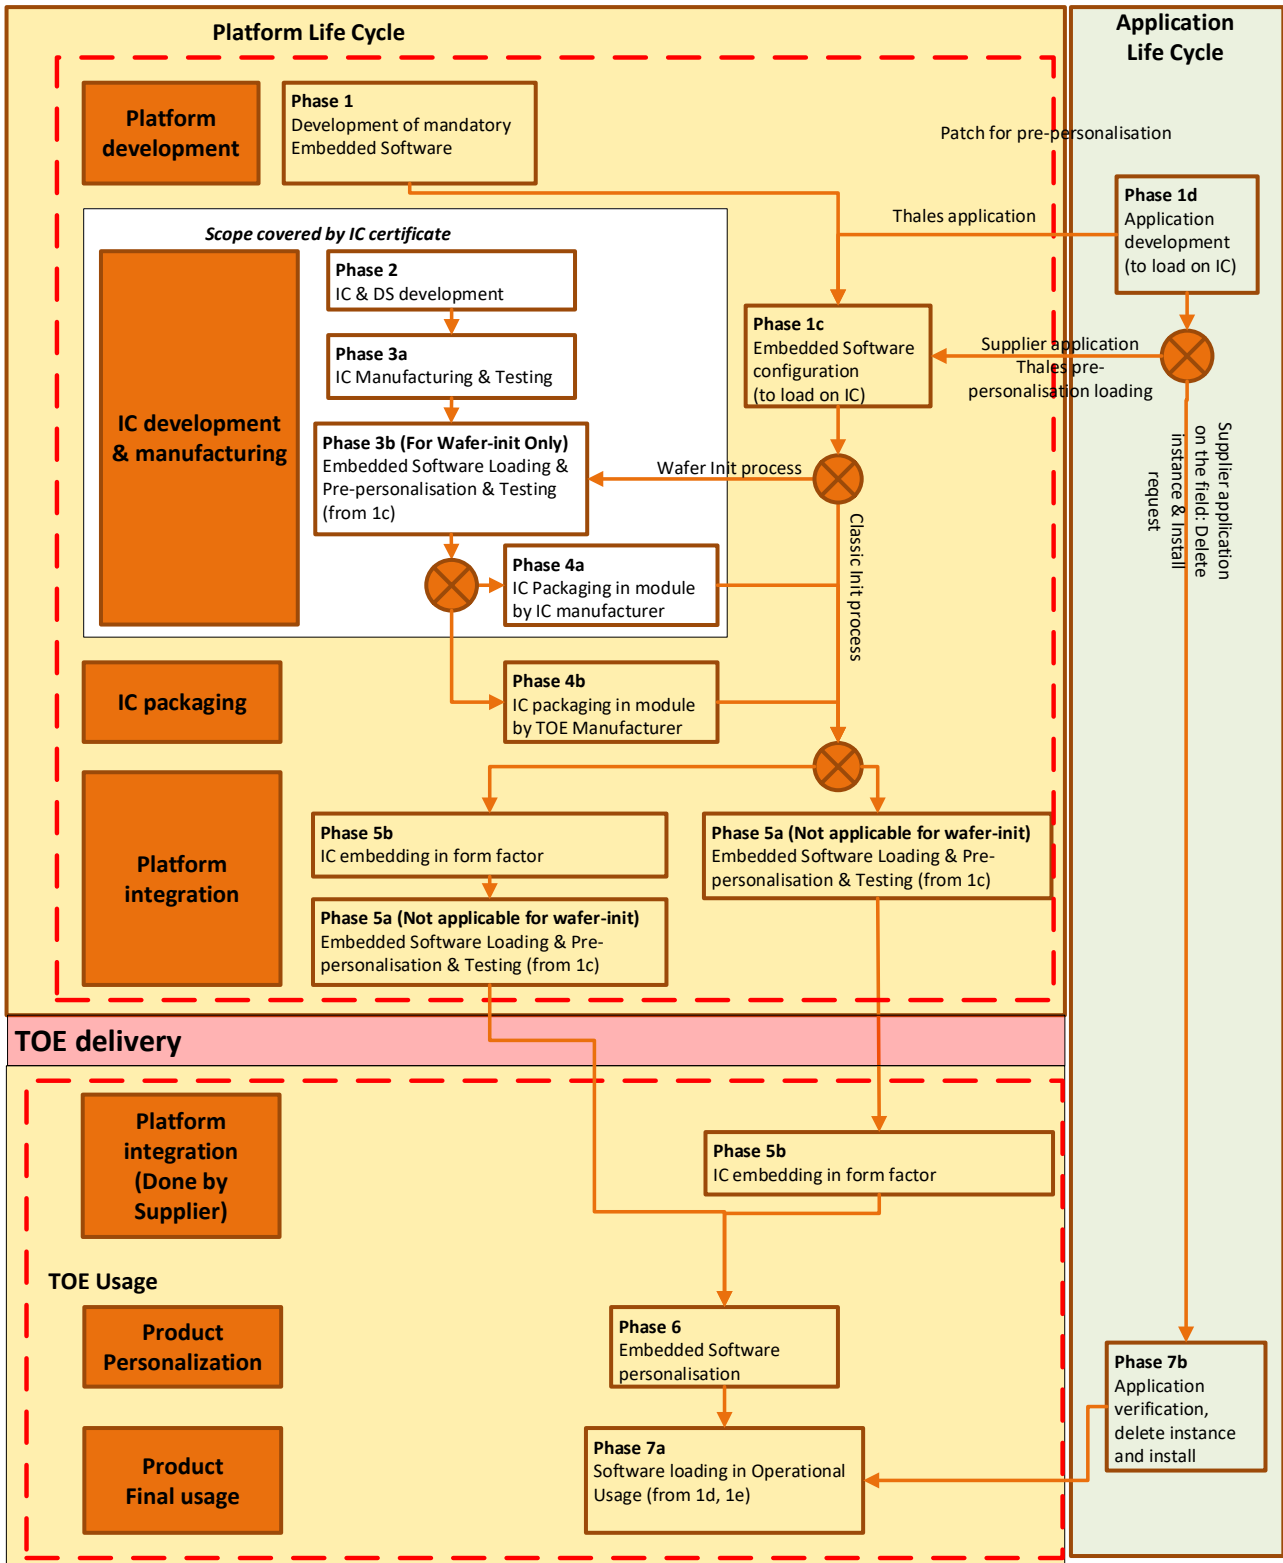 Platform Life Cycle
Application
Life Cycle
Platform
development
Phase 1
Development of mandatory
Embedded Software
Patch for pre-personalisation
Phase 1d
Application
development
(to load on IC)
Thales application
Scope covered by IC certificate
IC development
& manufacturing
Phase 2
IC & DS development
Phase 3a
IC Manufacturing & Testing
Phase 1c
Embedded Software
configuration
(to load on IC)
Supplier application
Thales pre-
personalisation loading
Phase 3b (For Wafer-init Only)
Embedded Software Loading &
Pre-personalisation & Testing
(from 1c)
Wafer Init process
Supplier application
on the field: Delete
instance & Install
request
Classic Init process
Phase 4a
IC Packaging in module
by IC manufacturer
IC packaging
Phase 4b
IC packaging in module
by TOE Manufacturer
Platform
integration
Phase 5b
IC embedding in form factor
Phase 5a (Not applicable for wafer-init)
Embedded Software Loading & Pre-
personalisation & Testing (from 1c)
Phase 5a (Not applicable for wafer-init)
Embedded Software Loading & Pre-
personalisation & Testing (from 1c)
TOE delivery
Platform
integration
(Done by
Supplier)
Phase 5b
IC embedding in form factor
TOE Usage
Product
Personalization
Phase 6
Embedded Software
personalisation
Phase 7b
Application
verification,
delete instance
and install
Product
Final usage
Phase 7a
Software loading in Operational
Usage (from 1d, 1e)